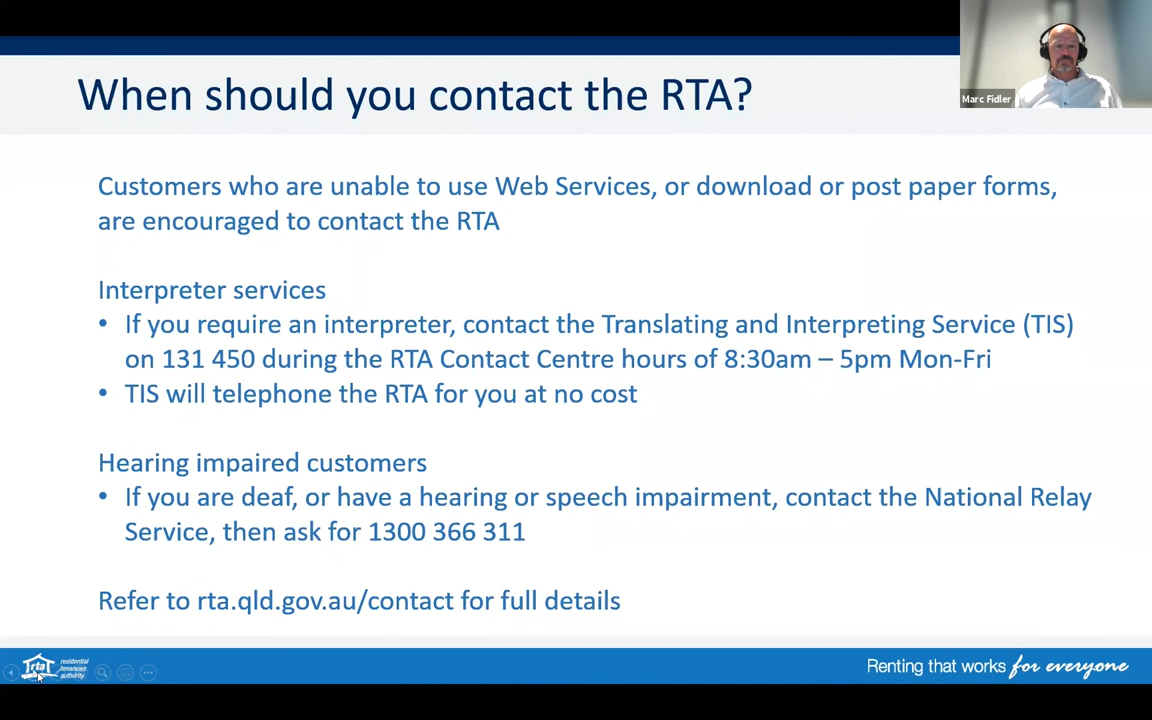 When should you contact the RTA?
Marc Fidler
Customers who are unable to use Web Services, or download or post paper forms,
are encouraged to contact the RTA
Interpreter services
• If you require an interpreter, contact the Translating and Interpreting Service (TIS)
on 131 450 during the RTA Contact Centre hours of 8:30am – 5pm Mon-Fri
• TIS will telephone the RTA for you at no cost
Hearing impaired customers
• If you are deaf, or have a hearing or speech impairment, contact the National Relay
Service, then ask for 1300 366 311
Refer to rta.qld.gov.au/contact for full details
rta
residential
tenancies
authority
Renting that works for everyone